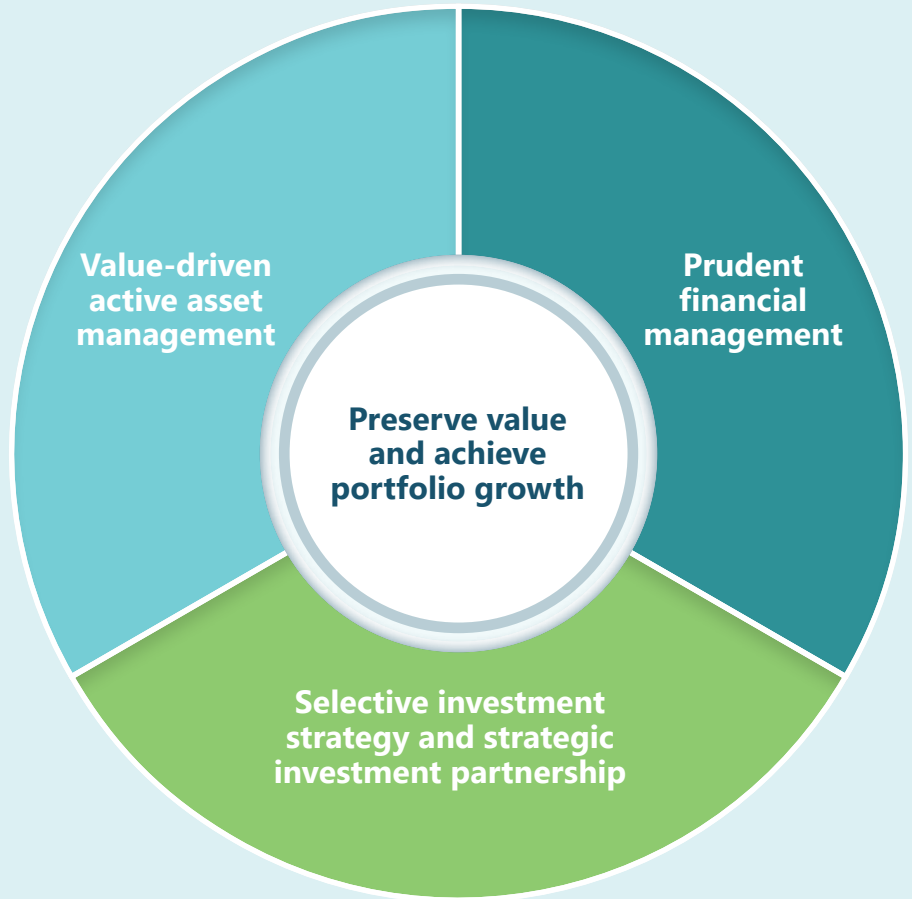 Value-driven
active asset
management
Prudent
financial
management
Preserve value
and achieve
portfolio growth
Selective investment
strategy and strategic
investment partnership